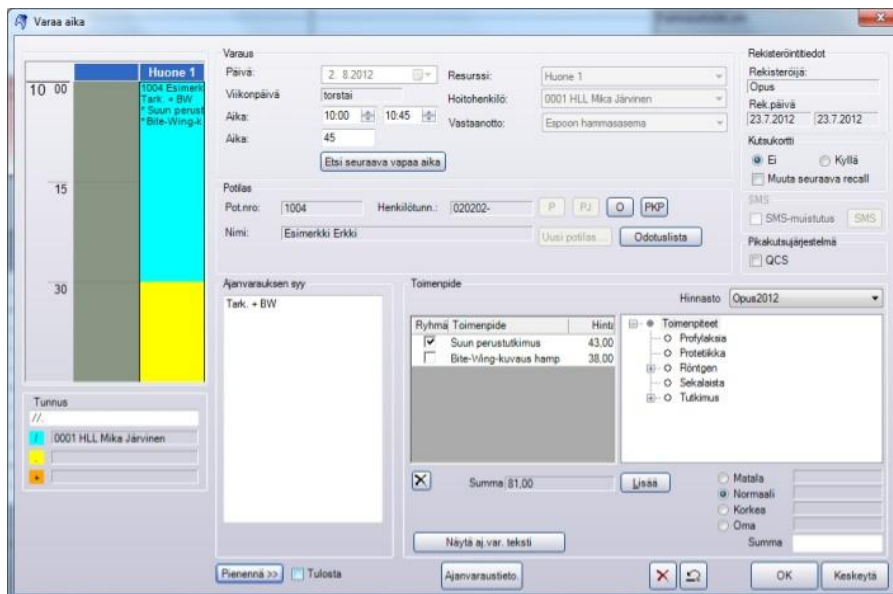 Varaa aika
Huone 1
10 00
15
30
1004 Esimerk
Tark. + BW
* Suun perust
*Bite-Wing-k
Tunnus
//.
/ 0001 HLL Mika Järvinen
.
+
Varaus
Päivä: 2. 8.2012
Viikonpäivä torstai
Aika: 10:00 10:45
Aika: 45
Etsi seuraava vapaa aika
Resurssi: Huone 1
Hoitohenkilö: 0001 HLL Mika Järvinen
Vastaanotto: Espoon hammasasema
Potilas
Pot.nro: 1004 Henkilötunn.: 020202- P PJ O PKP
Nimi: Esimerkki Erkki Uusi potilas... Odotuslista
Rekisteröinttiedot
Rekisteröijä:
Opus
Rek.päivä
23.7.2012 23.7.2012
Kutsukortti
Ei Kyllä
Muuta seuraava recall
SMS
SMS-muistutus SMS
Pikakutsujärjestelmä
QCS
Ajanvarauksen syy
Tark. + BW
Toimenpide
Hinnasto Opus2012
Ryhmä Toimenpide Hinta
Suun perustutkimus 43,00
Bite-Wing-kuvaus hamp 38,00
Toimenpiteet
Profylaksia
Protetiikka
Röntgen
Sekalaista
Tutkimus
Summa 81,00 Lisää
Matala
Normaali
Korkea
Oma
Summa
Näytä aj.var. teksti
Pienennä >> Tulosta Ajanvaraustieto. OK Keskeytä